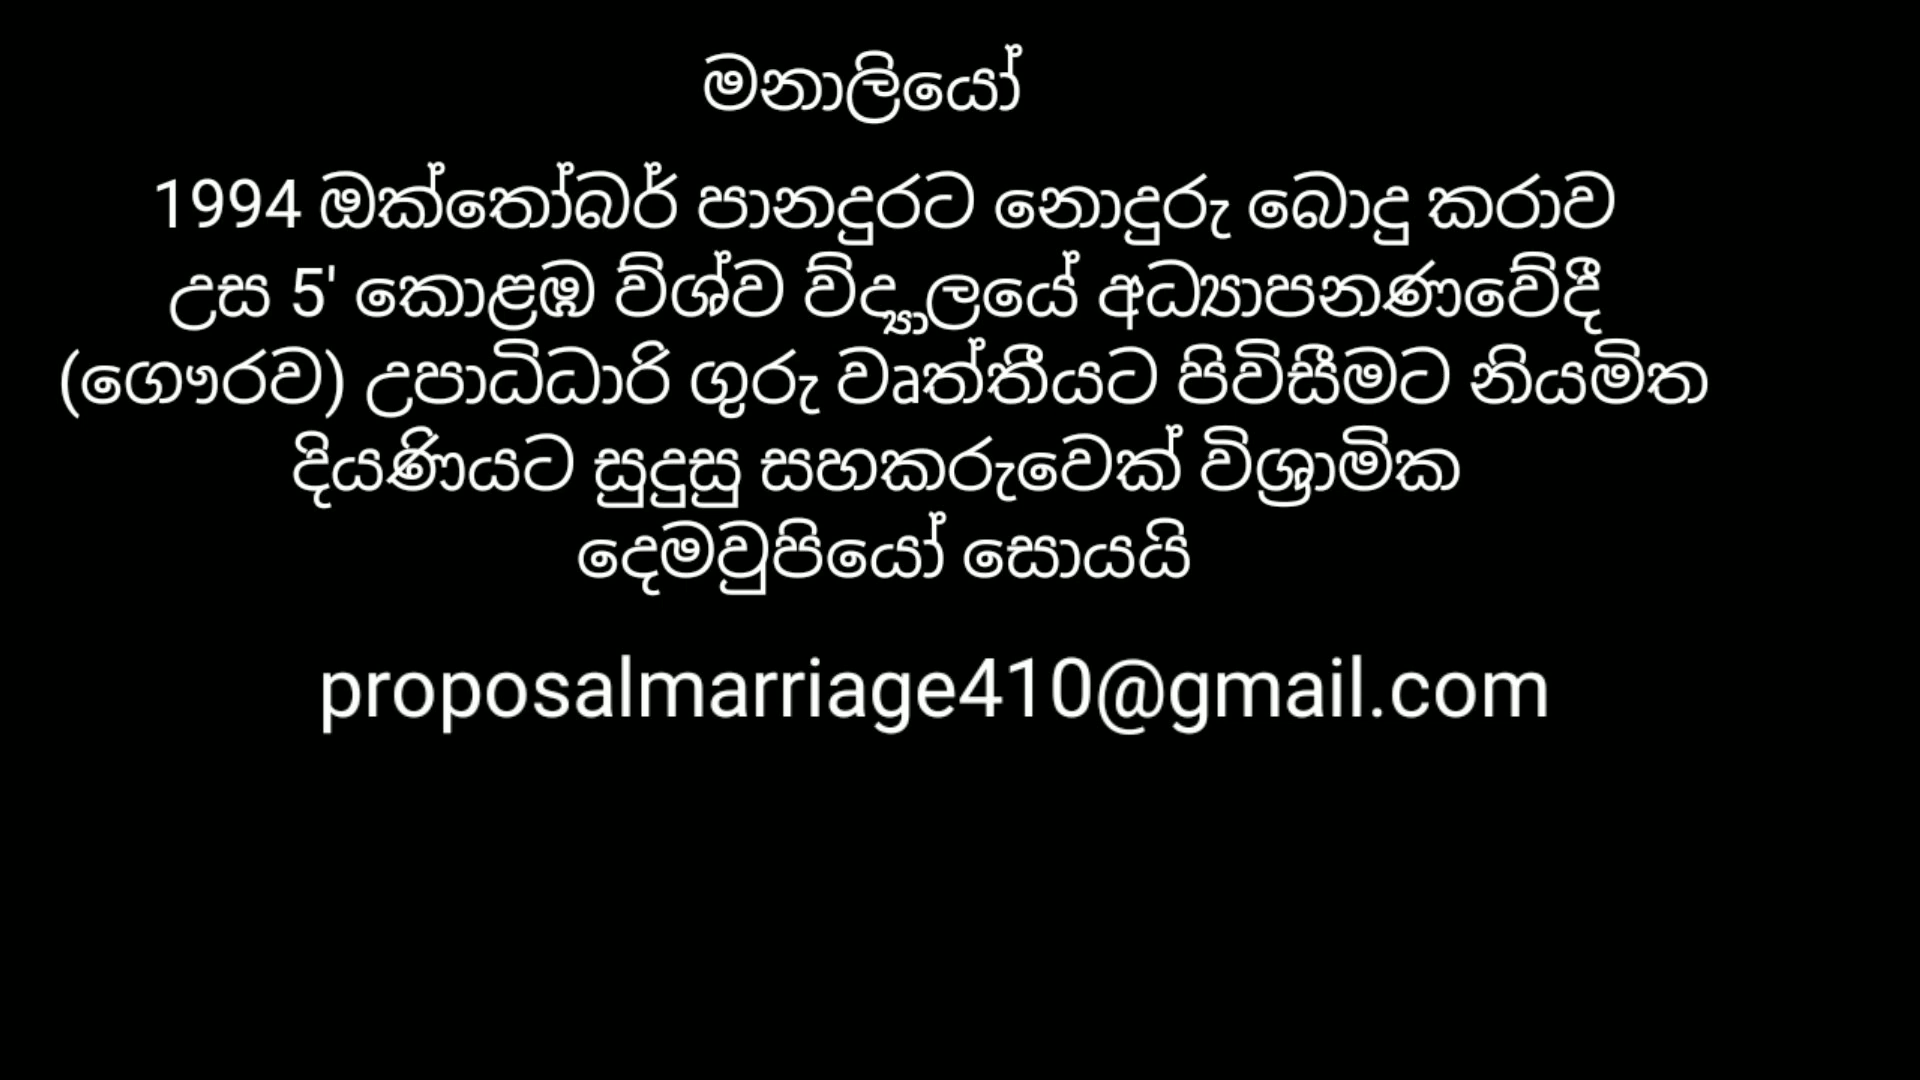 මනාලියෝ
1994 ඔක්තෝබර් පානදුරට නොදුරු බොදු කරාව
උස 5' කොළඹ ව්ශ්ව ව්ද්‍යාලයේ අධ්‍යාපනණවේදී
(ගෞරව) උපාධිධාරි ගුරු වෘත්තීයට පිවිසීමට නියමිත
දියණියට සුදුසු සහකරුවෙක් විශ්‍රාමික
දෙමවුපියෝ සොයයි
proposalmarriage410@gmail.com